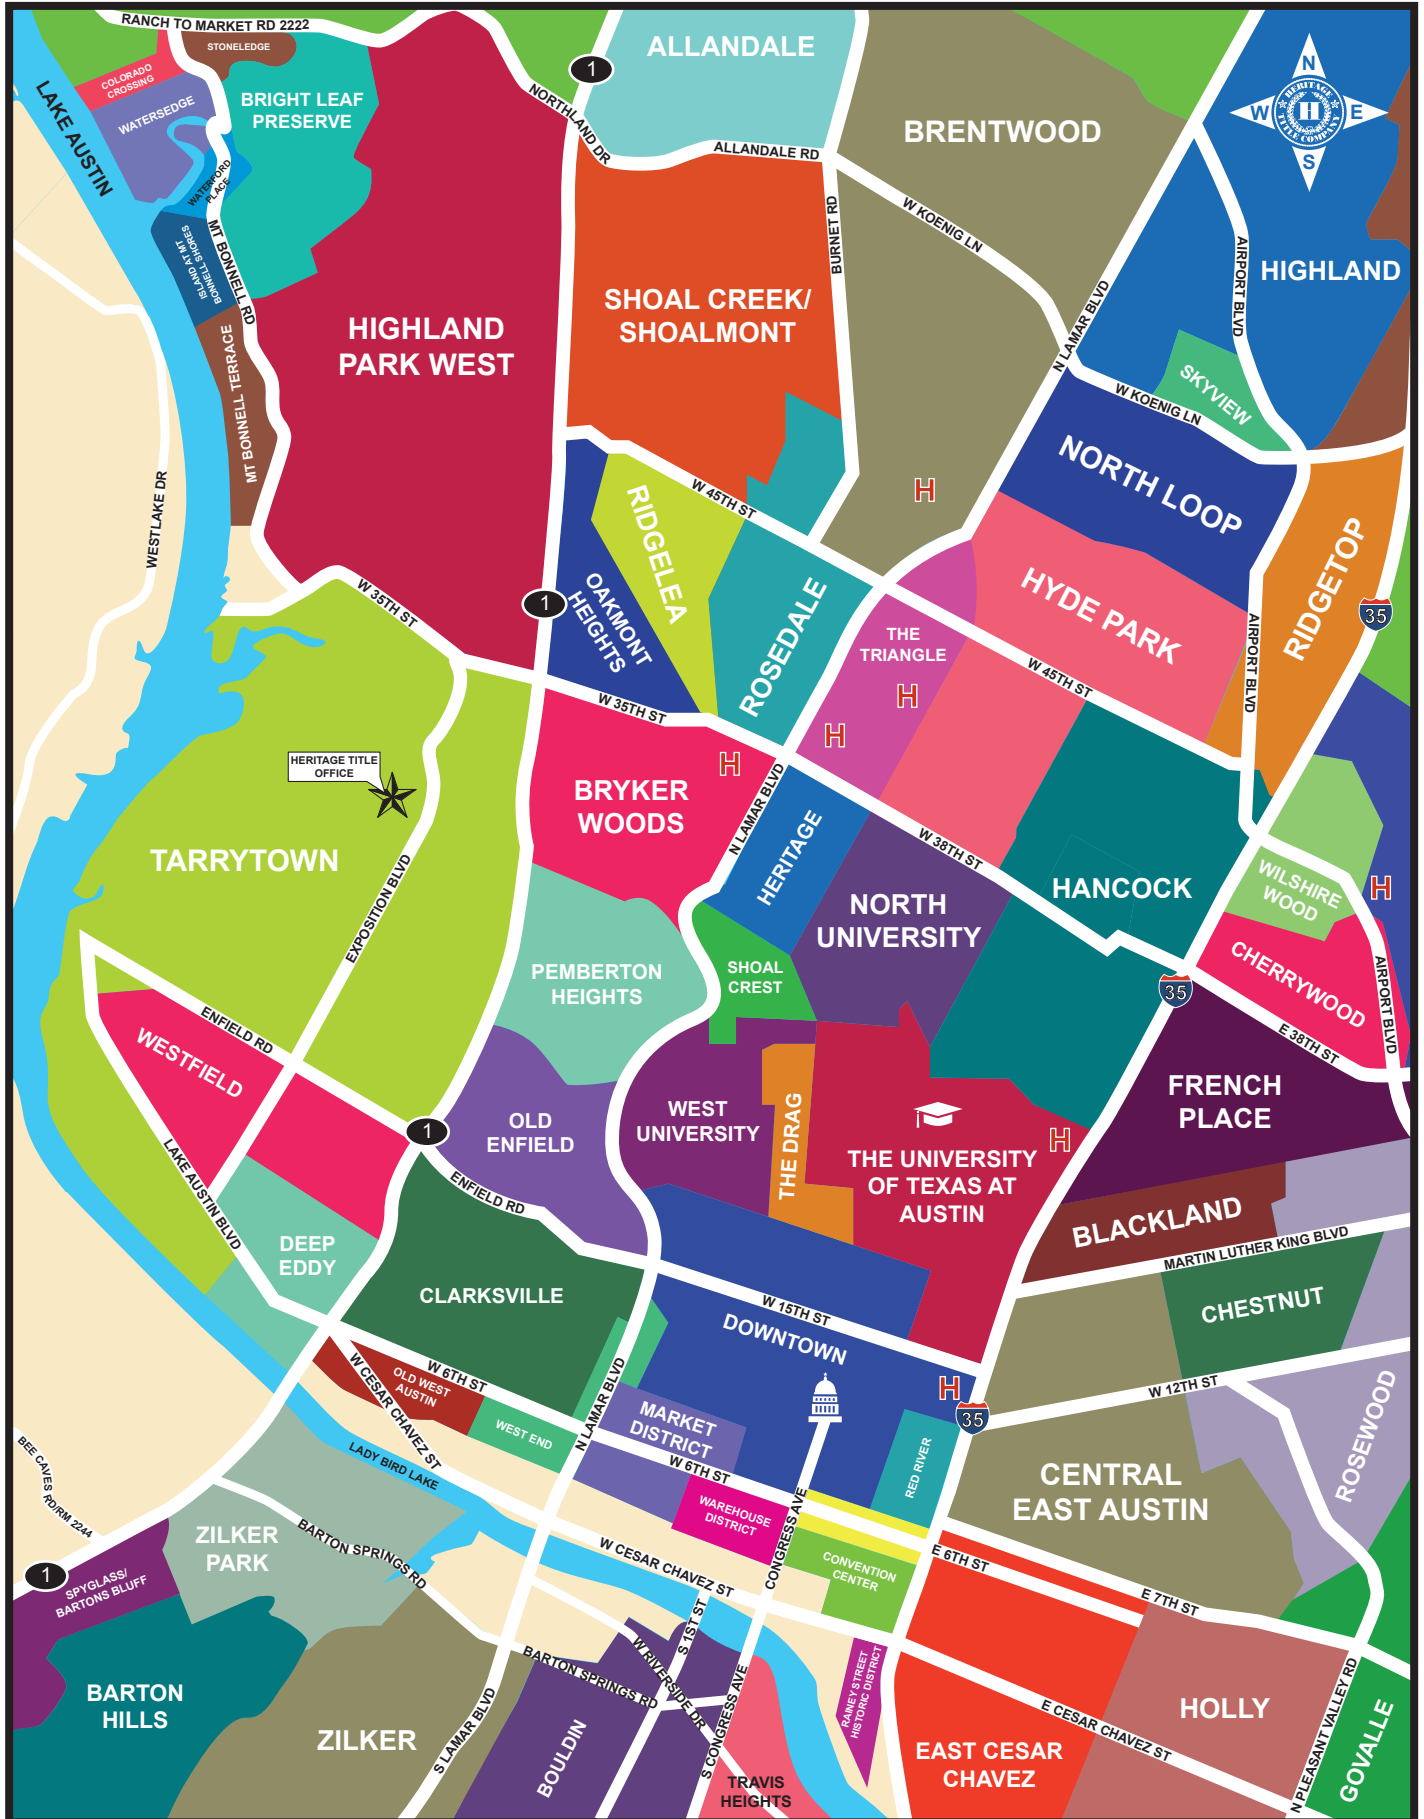 RANCH TO MARKET RD 2222
STONELEDGE
COLORADO
CROSSING
WATERSEDGE
LAKE AUSTIN
BRIGHT LEAF
PRESERVE
WATERFORD
PLACE
ISLAND AT MT
BONNELL SHORES
MT BONNELL RD
MT BONNELL TERRACE
HIGHLAND
PARK WEST
NORTHLAND DR
1
ALLANDALE
ALLANDALE RD
BRENTWOOD
BURNET RD
W KOENIG LN
SHOAL CREEK/
SHOALMONT
N
W
E
S
HERITAGE
H
TITLE COMPANY
HIGHLAND
AIRPORT BLVD
N LAMAR BLVD
SKYVIEW
W KOENIG LN
NORTH LOOP
WESTLAKE DR
W 45TH ST
H
RIDGELEA
OAKMONT
HEIGHTS
1
ROSEDALE
HYDE PARK
RIDGETOP
35
AIRPORT BLVD
THE
TRIANGLE
H
H
W 45TH ST
W 35TH ST
W 35TH ST
HERITAGE TITLE
OFFICE
TARRYTOWN
EXPOSITION BLVD
BRYKER
WOODS
H
N LAMAR BLVD
HERITAGE
W 38TH ST
HANCOCK
NORTH
UNIVERSITY
WILSHIRE
WOOD
H
CHERRYWOOD
AIRPORT BLVD
35
E 38TH ST
PEMBERTON
HEIGHTS
SHOAL
CREST
ENFIELD RD
WESTFIELD
LAKE AUSTIN BLVD
1
OLD
ENFIELD
ENFIELD RD
WEST
UNIVERSITY
THE DRAG
THE UNIVERSITY
OF TEXAS AT
AUSTIN
H
FRENCH
PLACE
BLACKLAND
MARTIN LUTHER KING BLVD
DEEP
EDDY
CLARKSVILLE
W 15TH ST
DOWNTOWN
CHESTNUT
W 12TH ST
ROSEWOOD
H
35
W CESAR CHAVEZ ST
OLD WEST
AUSTIN
W 6TH ST
WEST END
N LAMAR BLVD
MARKET
DISTRICT
W 6TH ST
RED RIVER
CENTRAL
EAST AUSTIN
BEE CAVES RD/RM 2244
LADY BIRD LAKE
WAREHOUSE
DISTRICT
CONGRESS AVE
ZILKER
PARK
BARTON SPRINGS RD
W CESAR CHAVEZ ST
CONVENTION
CENTER
E 6TH ST
E 7TH ST
1
SPYGLASS/
BARTONS BLUFF
BARTON
HILLS
ZILKER
S LAMAR BLVD
BARTON SPRINGS RD
W RIVERSIDE DR
S 1ST ST
BOULDIN
S CONGRESS AVE
TRAVIS
HEIGHTS
RAINEY STREET
HISTORIC DISTRICT
EAST CESAR
CHAVEZ
E CESAR CHAVEZ ST
HOLLY
N PLEASANT VALLEY RD
GOVALLE